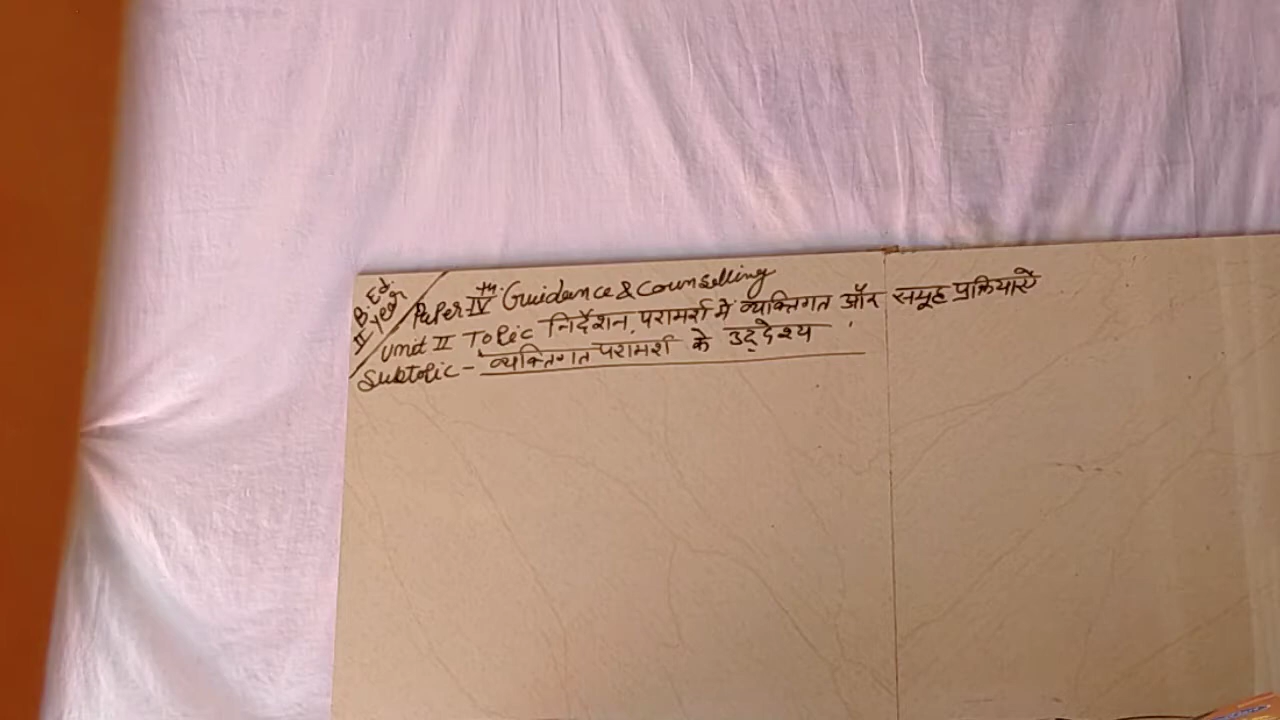 B.Ed.
II Year
Paper IVth Guidance & Counselling
Unit II Topic निर्देशन, परामर्श में व्यक्तिगत और समूह प्रक्रियाऐं
Subtopic - व्यक्तिगत परामर्श के उद्देश्य